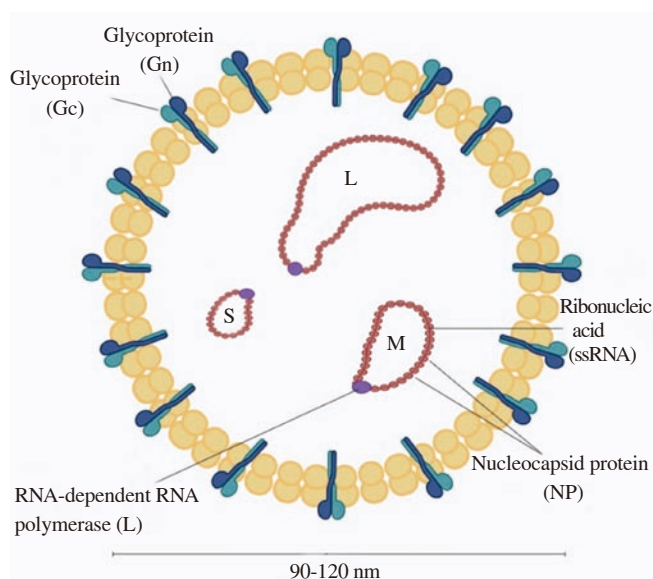 Glycoprotein
(Gn)
Glycoprotein
(Gc)
L
S
M
Ribonucleic
acid
(ssRNA)
Nucleocapsid protein
(NP)
RNA-dependent RNA
polymerase (L)
90-120 nm